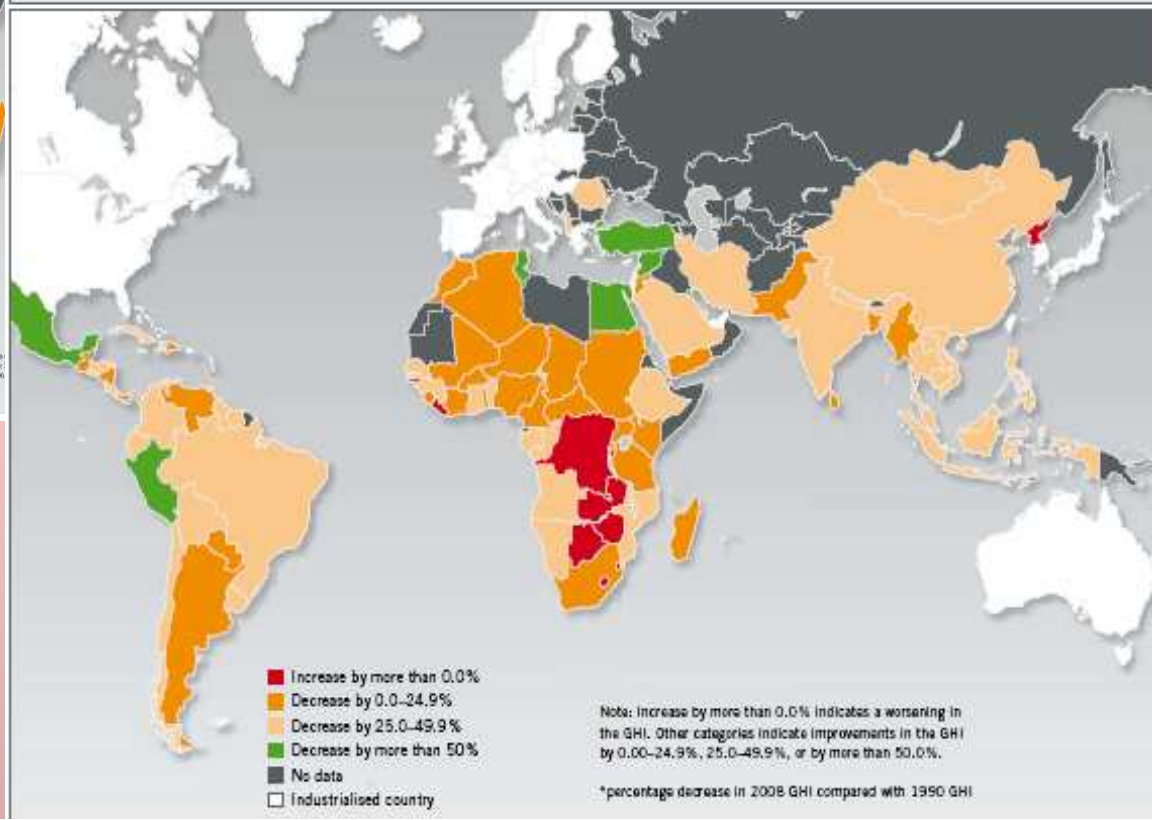 Increase by more than 0.0%
Decrease by 0.0–24.9%
Decrease by 25.0–49.9%
Decrease by more than 50%
No data
Industrialised country
Note: Increase by more than 0.0% indicates a worsening in
the GHI. Other categories indicate improvements in the GHI
by 0.00–24.9%, 25.0–49.9%, or by more than 50.0%.
*percentage decrease in 2008 GHI compared with 1990 GHI